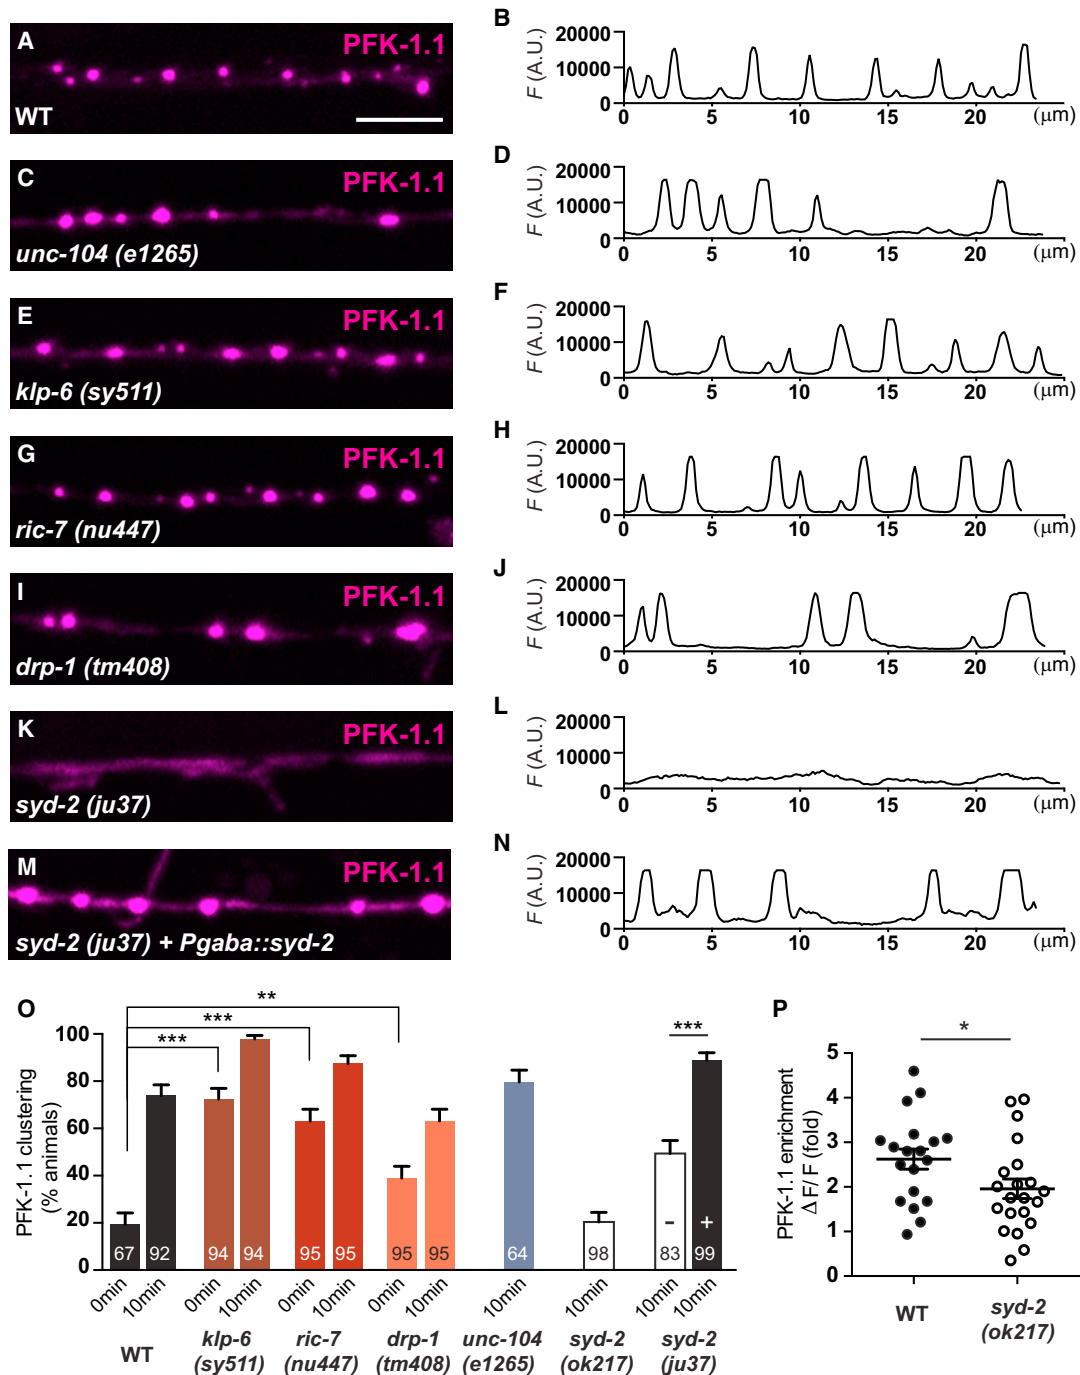 A
PFK-1.1
WT
B
F (A.U.)
20000
10000
0
0 5 10 15 20 (μm)
C
PFK-1.1
unc-104 (e1265)
D
F (A.U.)
20000
10000
0
0 5 10 15 20 (μm)
E
PFK-1.1
klp-6 (sy511)
F
F (A.U.)
20000
10000
0
0 5 10 15 20 (μm)
G
PFK-1.1
ric-7 (nu447)
H
F (A.U.)
20000
10000
0
0 5 10 15 20 (μm)
I
PFK-1.1
drp-1 (tm408)
J
F (A.U.)
20000
10000
0
0 5 10 15 20 (μm)
K
PFK-1.1
syd-2 (ju37)
L
F (A.U.)
20000
10000
0
0 5 10 15 20 (μm)
M
PFK-1.1
syd-2 (ju37) + Pgaba::syd-2
N
F (A.U.)
20000
10000
0
0 5 10 15 20 (μm)
O
PFK-1.1 clustering
(% animals)
100
80
60
40
20
0
**
***
***
***
- +
67 92 94 94 95 95 95 95 64 98 83 99
0min 10min 0min 10min 0min 10min 0min 10min 10min 10min 10min 10min
WT klp-6 ric-7 drp-1 unc-104 syd-2 syd-2
(sy511) (nu447) (tm408) (e1265) (ok217) (ju37)
P
PFK-1.1 enrichment
Δ F/ F (fold)
5
4
3
2
1
0
*
WT syd-2
(ok217)